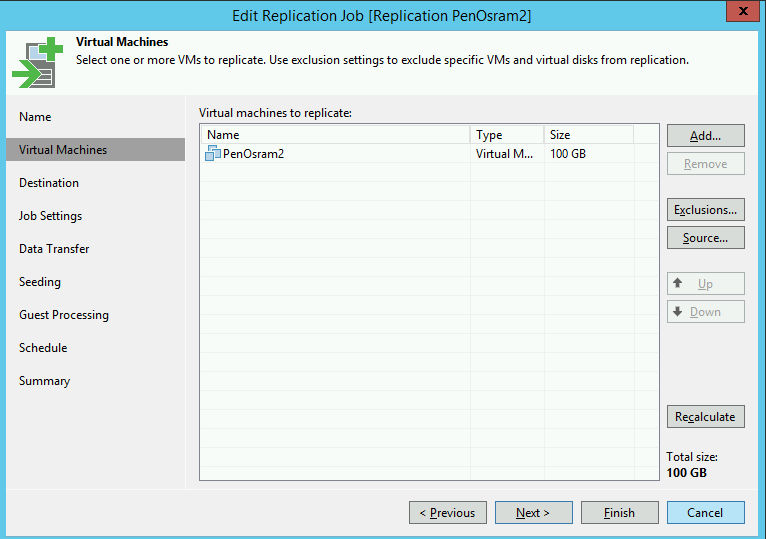 Edit Replication Job [Replication PenOsram2]
X
Virtual Machines
Select one or more VMs to replicate. Use exclusion settings to exclude specific VMs and virtual disks from replication.
Name
Virtual Machines
Destination
Job Settings
Data Transfer
Seeding
Guest Processing
Schedule
Summary
Virtual machines to replicate:
Name Type Size
PenOsram2 Virtual M... 100 GB
Add...
Remove
Exclusions...
Source...
Up
Down
Recalculate
Total size:
100 GB
< Previous Next > Finish Cancel